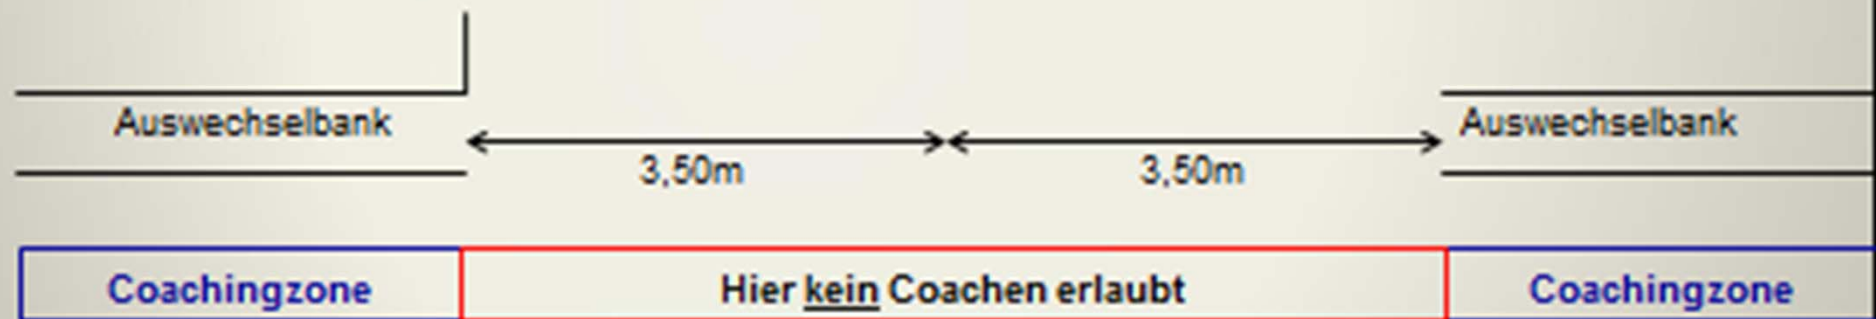 Auswechselbank
Auswechselbank
3,50m
3,50m
Coachingzone
Hier kein Coachen erlaubt
Coachingzone